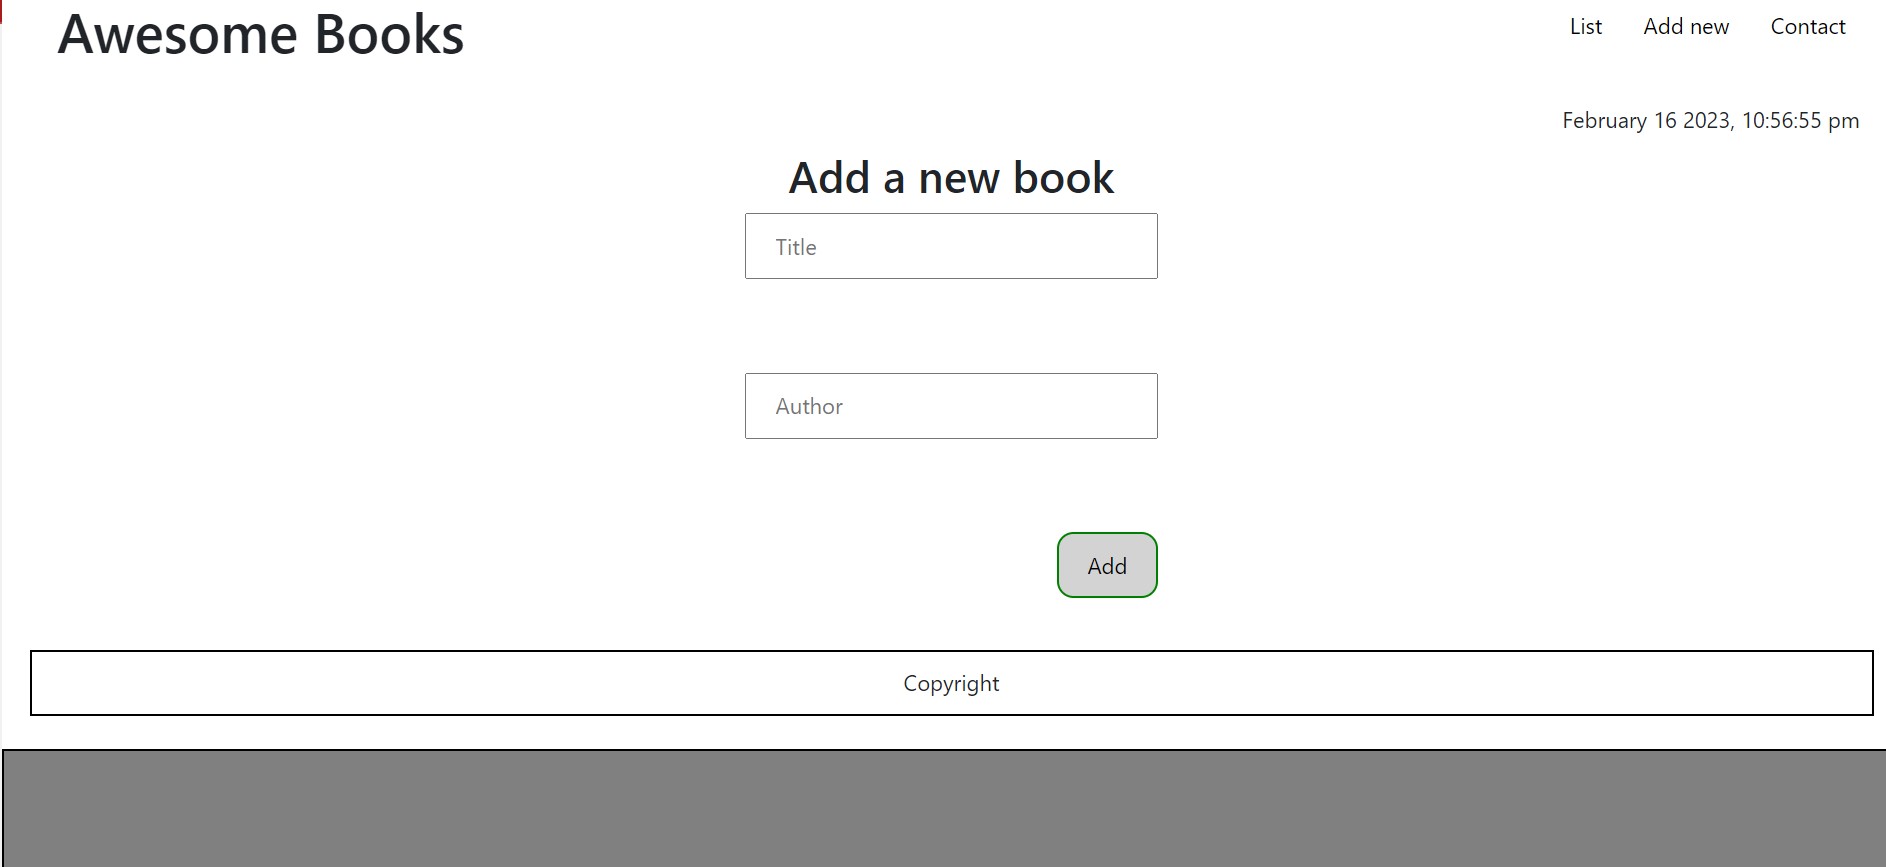 Awesome Books
List Add new Contact
February 16 2023, 10:56:55 pm
Add a new book
Title
Author
Add
Copyright